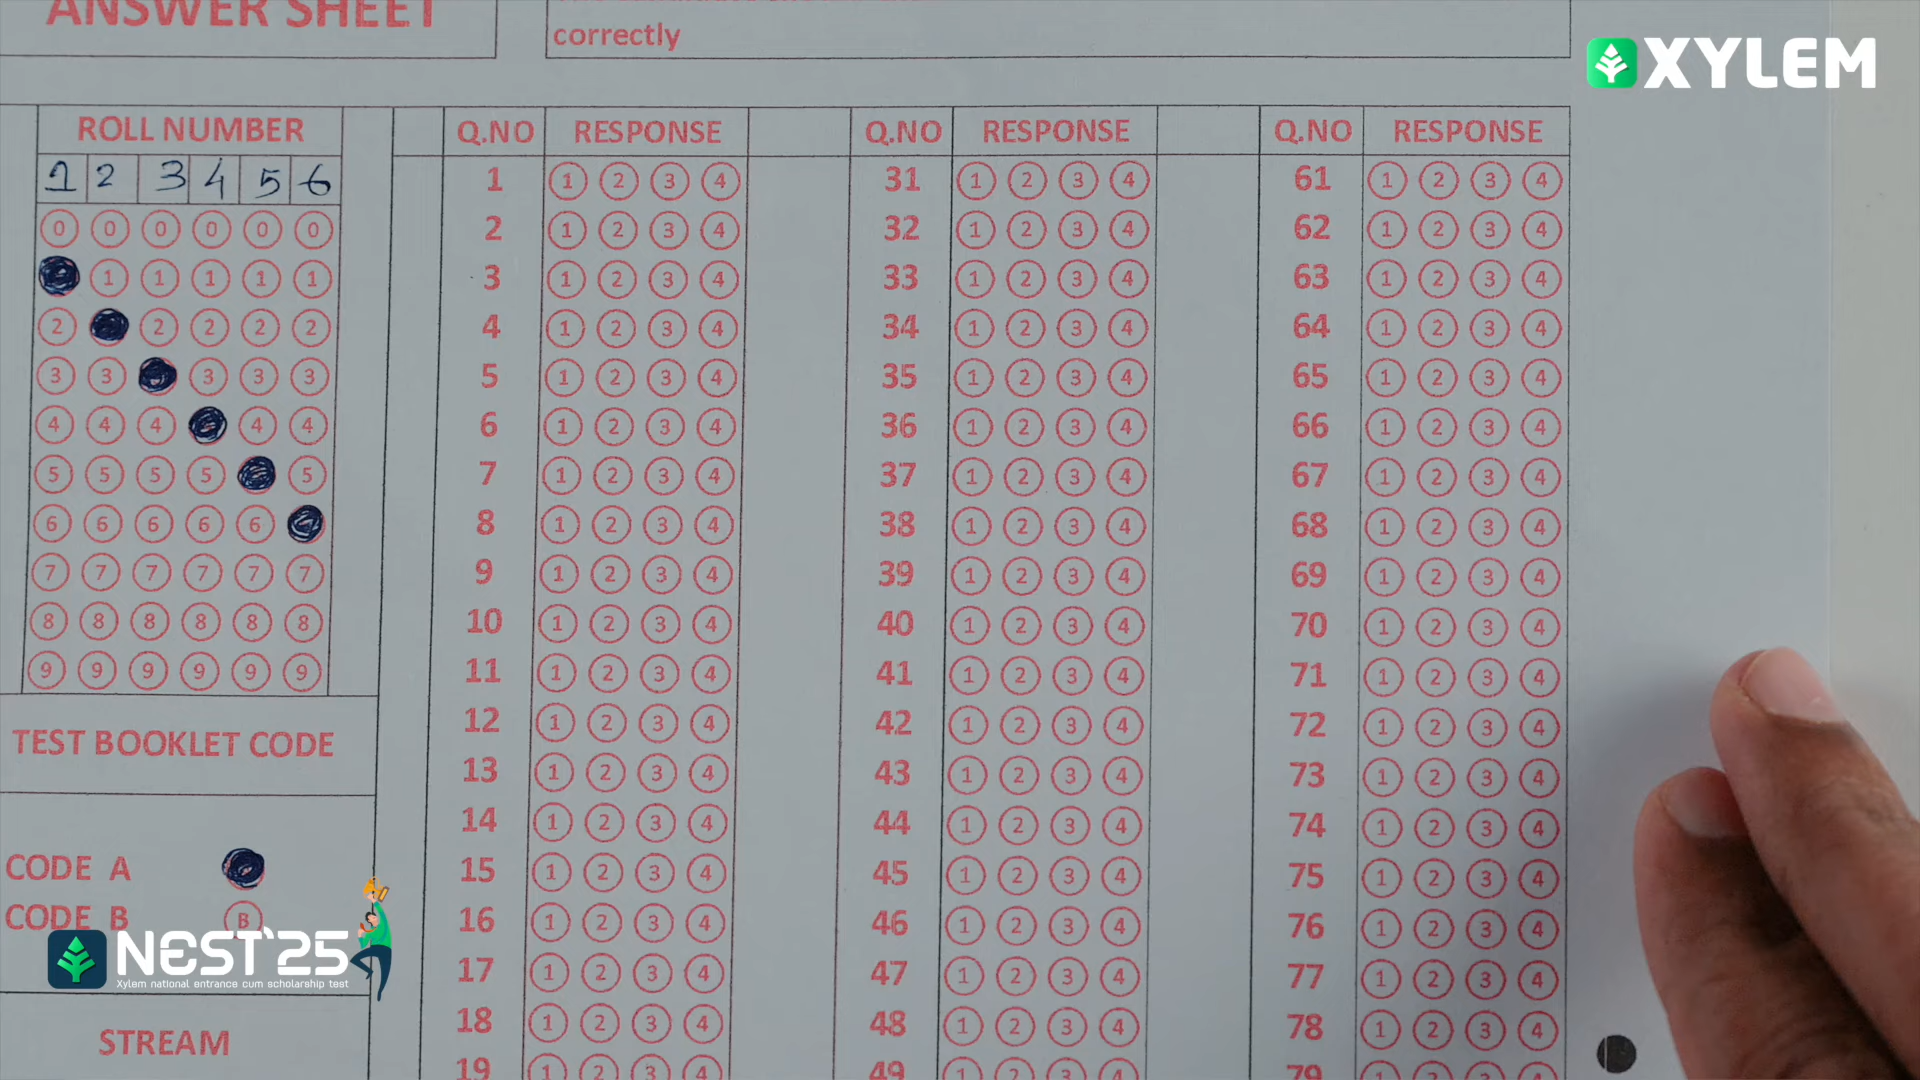 ANSWER SHEET
correctly
XYLEM
ROLL NUMBER
1 2 3 4 5 6
0 0 0 0 0 0
1 1 1 1 1
2 2 2 2 2
3 3 3 3 3
4 4 4 4 4
5 5 5 5 5
6 6 6 6 6
7 7 7 7 7 7
8 8 8 8 8 8
9 9 9 9 9 9
TEST BOOKLET CODE
CODE A
CODE B B
NEST'25
Xylem national entrance cum scholarship test
STREAM
Q.NO RESPONSE
1 1 2 3 4
2 1 2 3 4
3 1 2 3 4
4 1 2 3 4
5 1 2 3 4
6 1 2 3 4
7 1 2 3 4
8 1 2 3 4
9 1 2 3 4
10 1 2 3 4
11 1 2 3 4
12 1 2 3 4
13 1 2 3 4
14 1 2 3 4
15 1 2 3 4
16 1 2 3 4
17 1 2 3 4
18 1 2 3 4
19 1 2 3 4
Q.NO RESPONSE
31 1 2 3 4
32 1 2 3 4
33 1 2 3 4
34 1 2 3 4
35 1 2 3 4
36 1 2 3 4
37 1 2 3 4
38 1 2 3 4
39 1 2 3 4
40 1 2 3 4
41 1 2 3 4
42 1 2 3 4
43 1 2 3 4
44 1 2 3 4
45 1 2 3 4
46 1 2 3 4
47 1 2 3 4
48 1 2 3 4
49 1 2 3 4
Q.NO RESPONSE
61 1 2 3 4
62 1 2 3 4
63 1 2 3 4
64 1 2 3 4
65 1 2 3 4
66 1 2 3 4
67 1 2 3 4
68 1 2 3 4
69 1 2 3 4
70 1 2 3 4
71 1 2 3 4
72 1 2 3 4
73 1 2 3 4
74 1 2 3 4
75 1 2 3 4
76 1 2 3 4
77 1 2 3 4
78 1 2 3 4
79 1 2 3 4